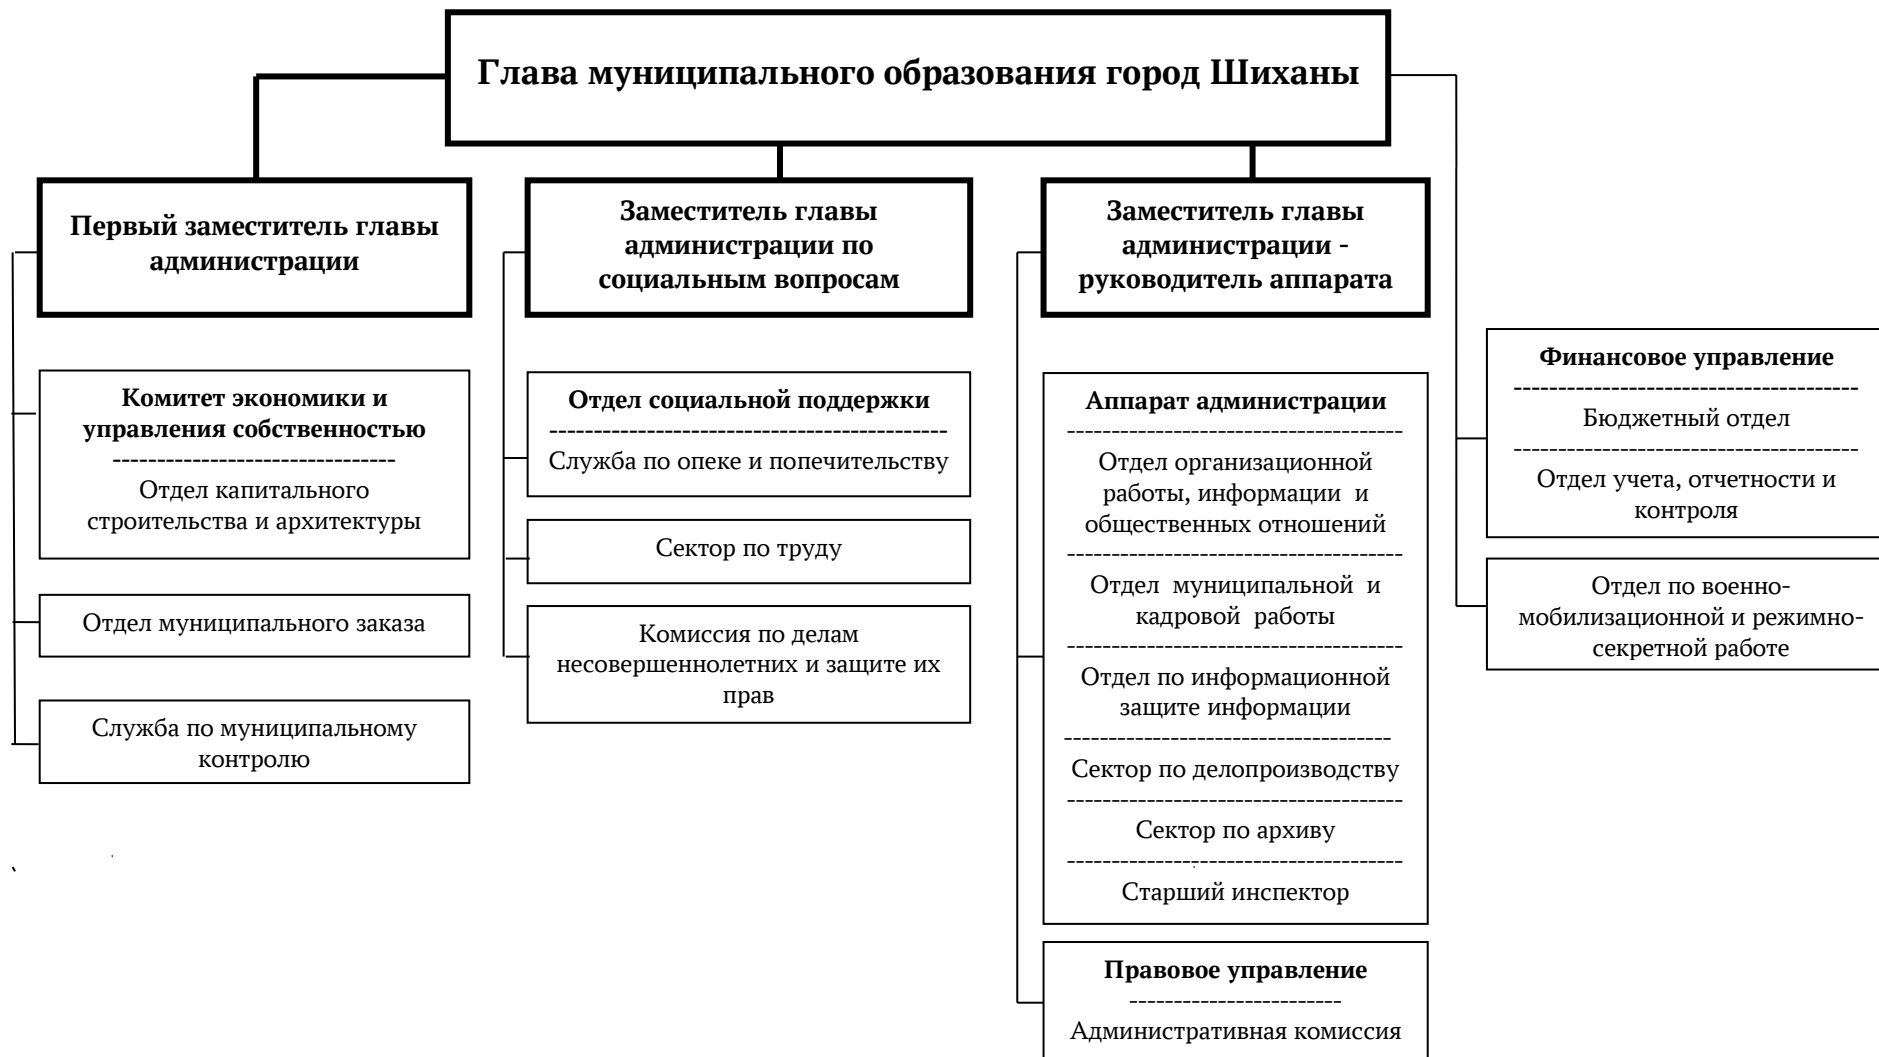 Глава муниципального образования город Шиханы
Первый заместитель главы
администрации
Заместитель главы
администрации по
социальным вопросам
Заместитель главы
администрации -
руководитель аппарата
Комитет экономики и
управления собственностью
--------------------------------
Отдел капитального
строительства и архитектуры
Отдел муниципального заказа
Служба по муниципальному
контролю
Отдел социальной поддержки
---------------------------------------------
Служба по опеке и попечительству
Сектор по труду
Комиссия по делам
несовершеннолетних и защите их
прав
Аппарат администрации
--------------------------------------
Отдел организационной
работы, информации и
общественных отношений
--------------------------------------
Отдел муниципальной и
кадровой работы
--------------------------------------
Отдел по информационной
защите информации
-------------------------------------
Сектор по делопроизводству
--------------------------------------
Сектор по архиву
--------------------------------------
Старший инспектор
Правовое управление
------------------------
Административная комиссия
Финансовое управление
---------------------------------------
Бюджетный отдел
---------------------------------------
Отдел учета, отчетности и
контроля
Отдел по военно-
мобилизационной и режимно-
секретной работе